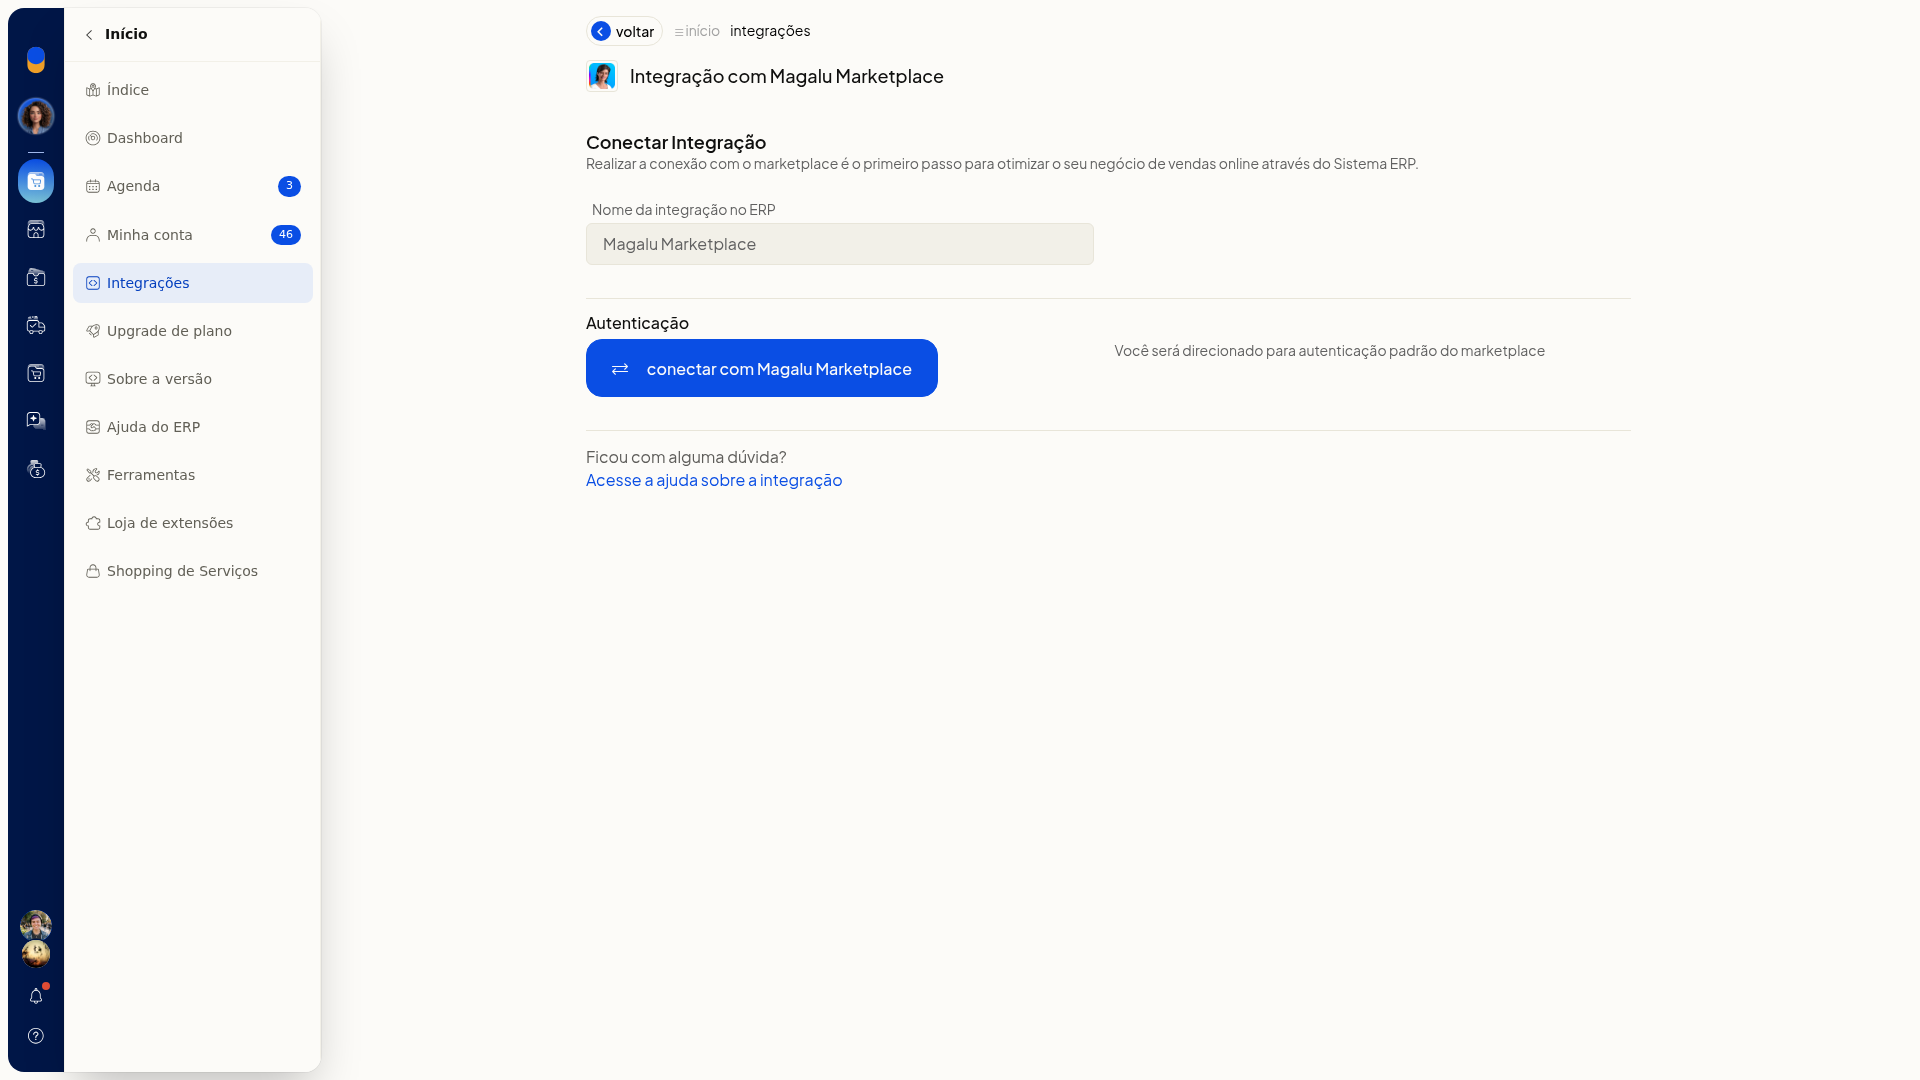 Início
Índice
Dashboard
Agenda 3
Minha conta 46
Integrações
Upgrade de plano
Sobre a versão
Ajuda do ERP
Ferramentas
Loja de extensões
Shopping de Serviços
voltar início integrações
Integração com Magalu Marketplace
Conectar Integração
Realizar a conexão com o marketplace é o primeiro passo para otimizar o seu negócio de vendas online através do Sistema ERP.
Nome da integração no ERP
Magalu Marketplace
Autenticação
conectar com Magalu Marketplace
Você será direcionado para autenticação padrão do marketplace
Ficou com alguma dúvida?
Acesse a ajuda sobre a integração